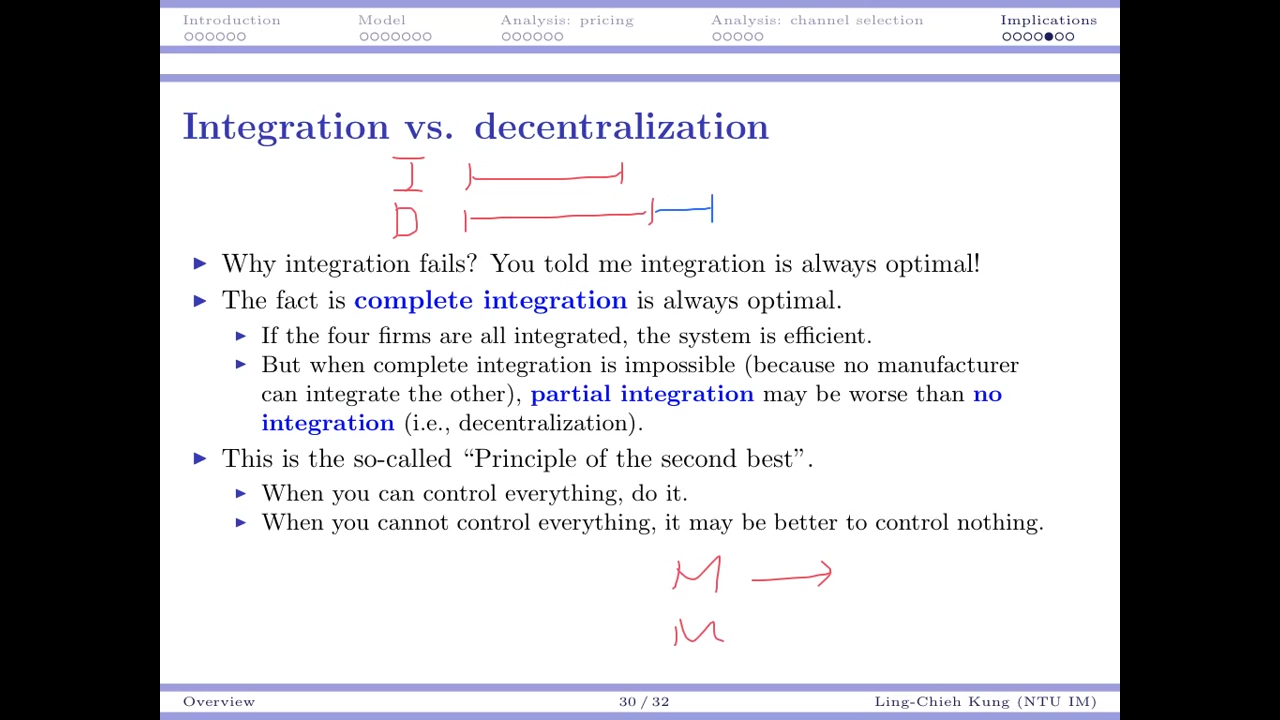 Introduction Model Analysis: pricing Analysis: channel selection Implications
Integration vs. decentralization
I
D
▶ Why integration fails? You told me integration is always optimal!
▶ The fact is complete integration is always optimal.
▶ If the four firms are all integrated, the system is efficient.
▶ But when complete integration is impossible (because no manufacturer
can integrate the other), partial integration may be worse than no
integration (i.e., decentralization).
▶ This is the so-called “Principle of the second best”.
▶ When you can control everything, do it.
▶ When you cannot control everything, it may be better to control nothing.
M →
M
Overview 30 / 32 Ling-Chieh Kung (NTU IM)